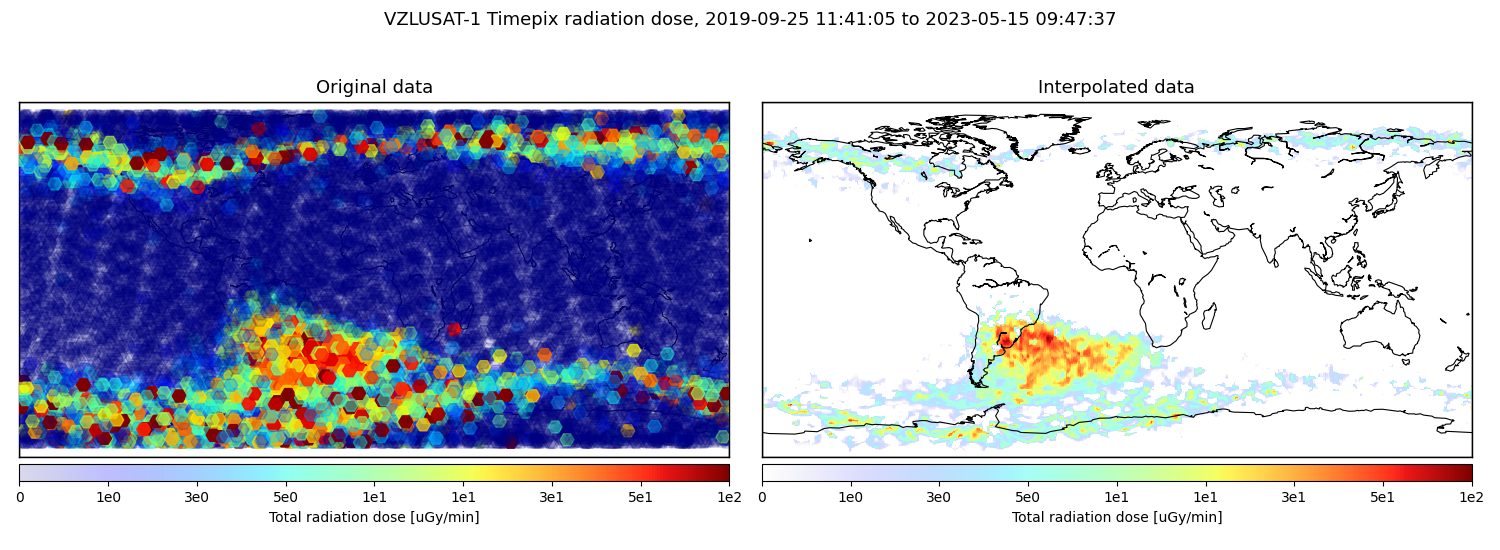 VZLUSAT-1 Timepix radiation dose, 2019-09-25 11:41:05 to 2023-05-15 09:47:37
Original data
0 1e0 3e0 5e0 1e1 1e1 3e1 5e1 1e2
Total radiation dose [uGy/min]
Interpolated data
0 1e0 3e0 5e0 1e1 1e1 3e1 5e1 1e2
Total radiation dose [uGy/min]